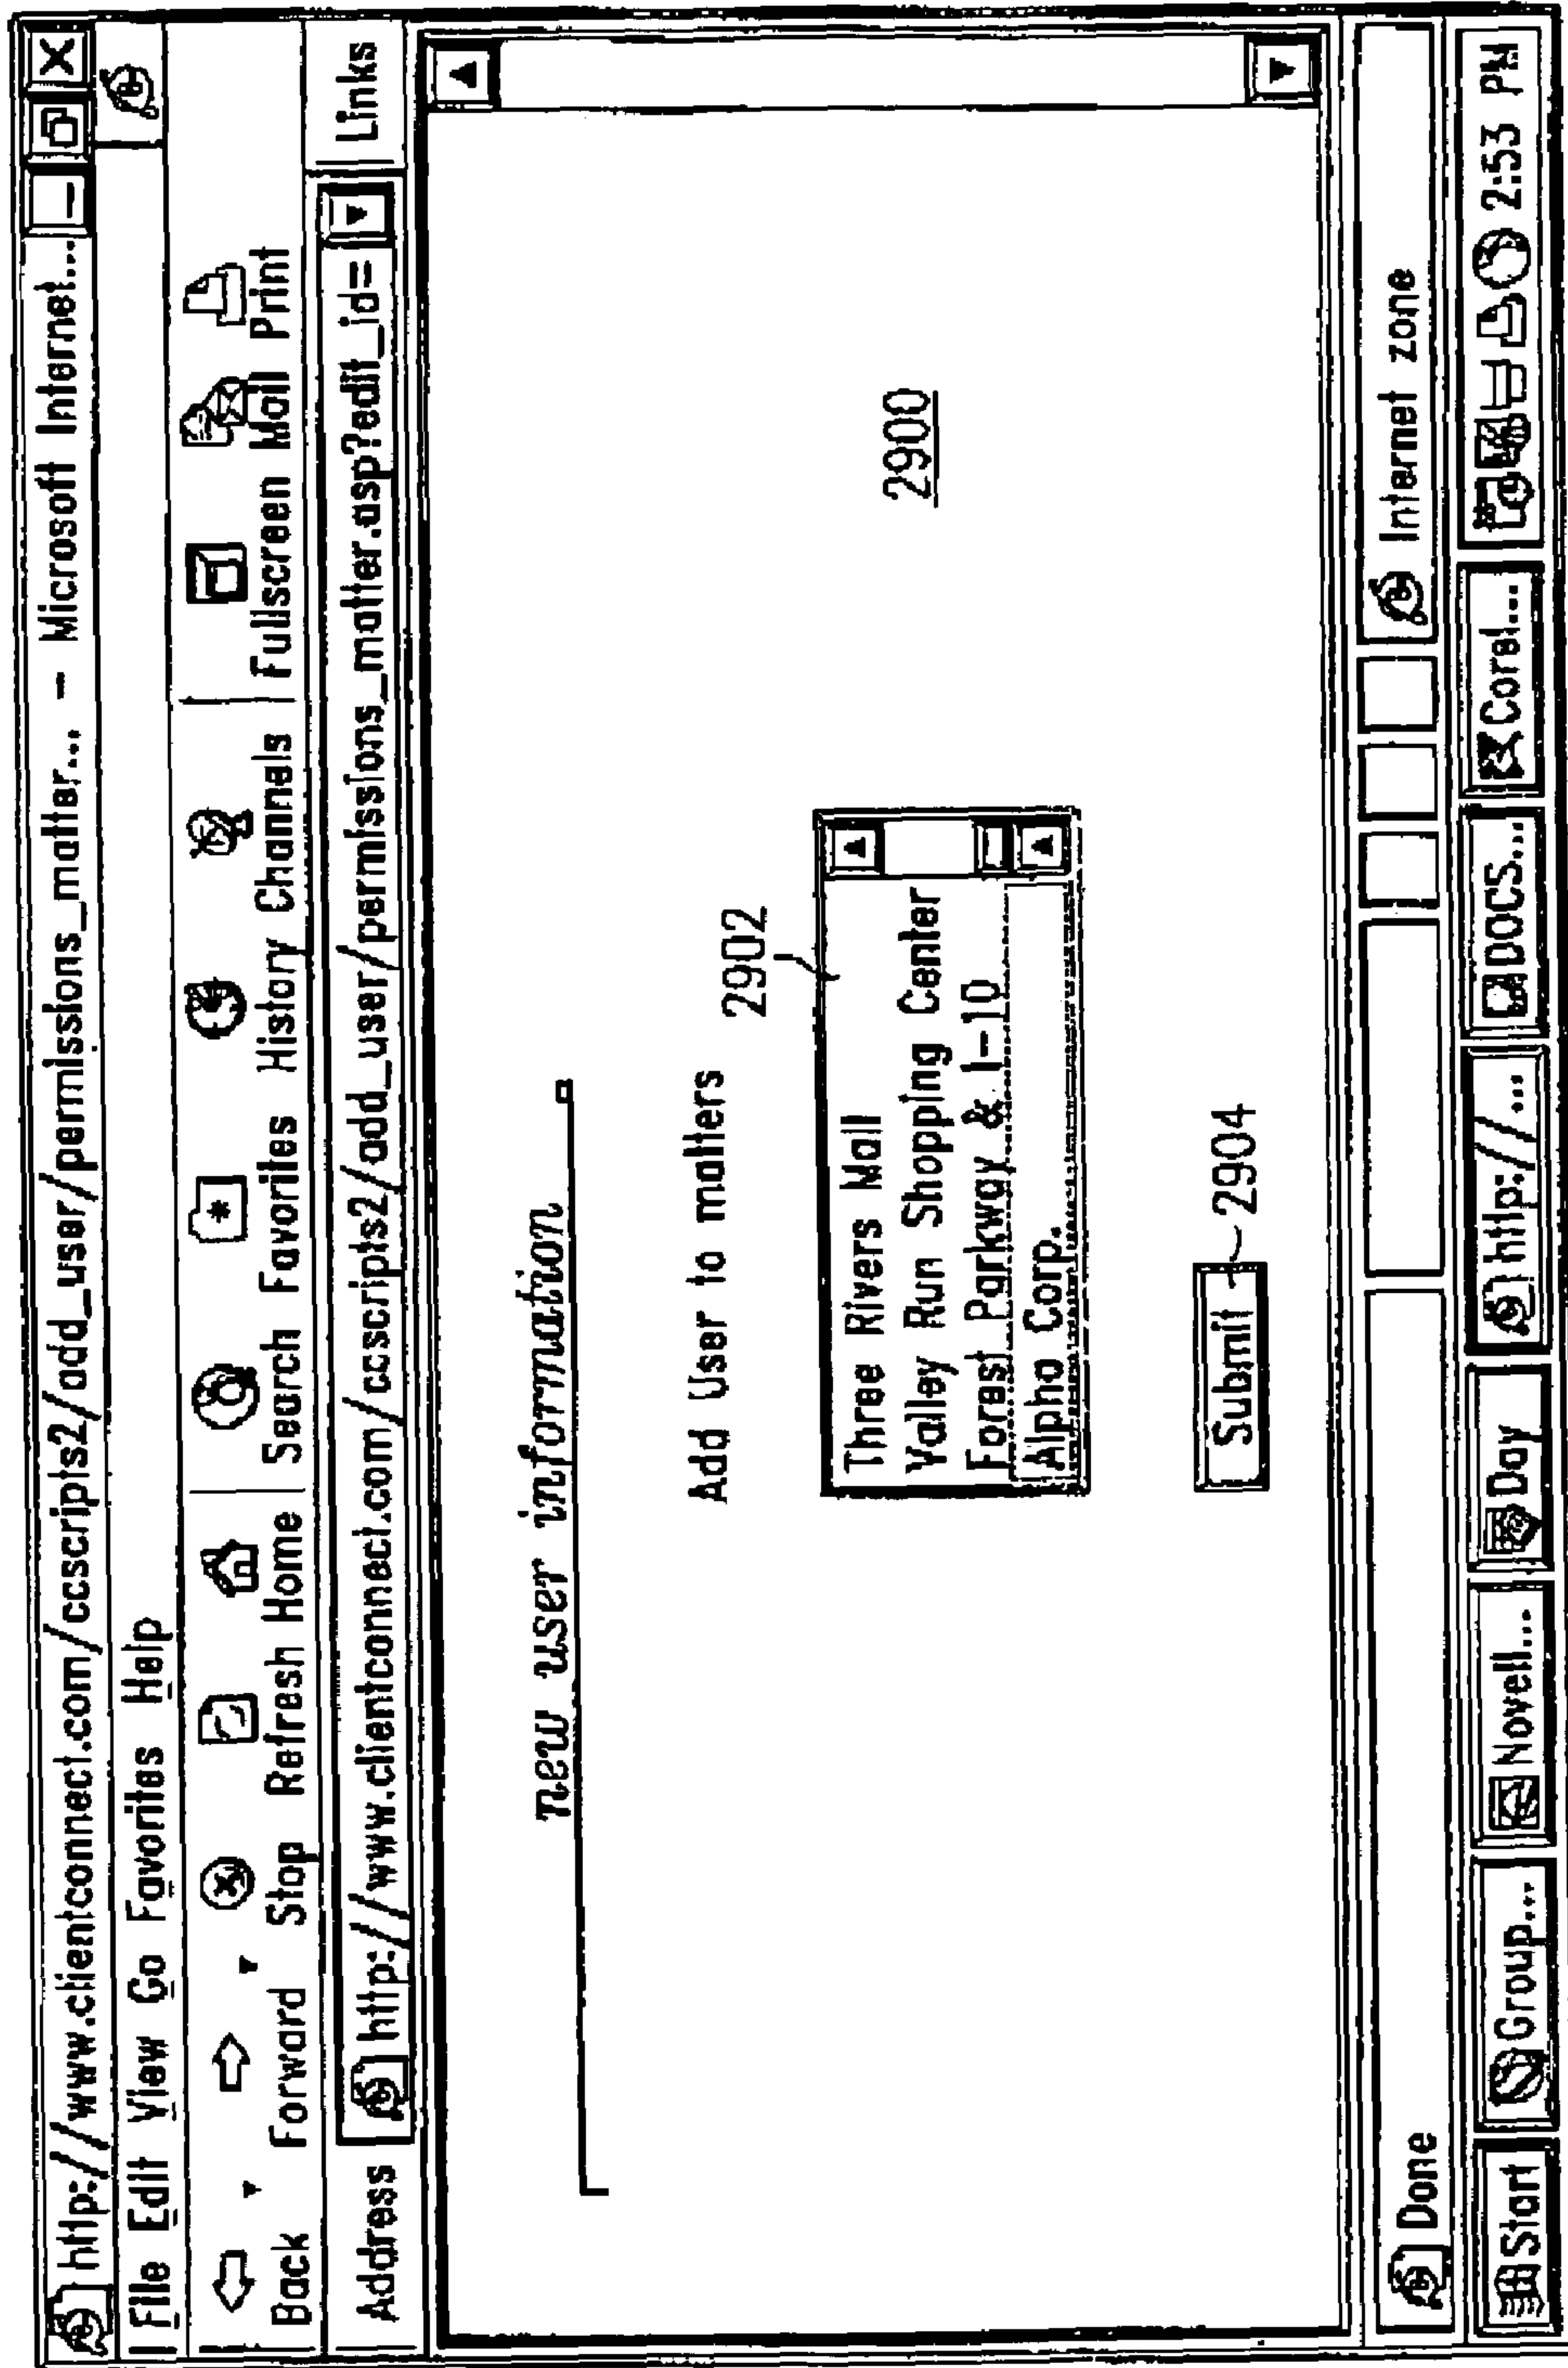 http://www.clientconnect.com/ccscripts2/add_user/permissions_matter... - Microsoft Internet...
File Edit View Go Favorites Help
Back Forward Stop Refresh Home Search Favorites History Channels Fullscreen Mail Print
Address http://www.clientconnect.com/ccscripts2/add_user/permissions_matter.asp?edit_id= Links
new user information
Add User to matters
2902
Three Rivers Mall
Valley Run Shopping Center
Forest Parkway & I-10
Alpha Corp.
2900
Submit 2904
Done Internet zone
Start Group... Novell... Day http://... DOCS... Corel... 2:53 PM